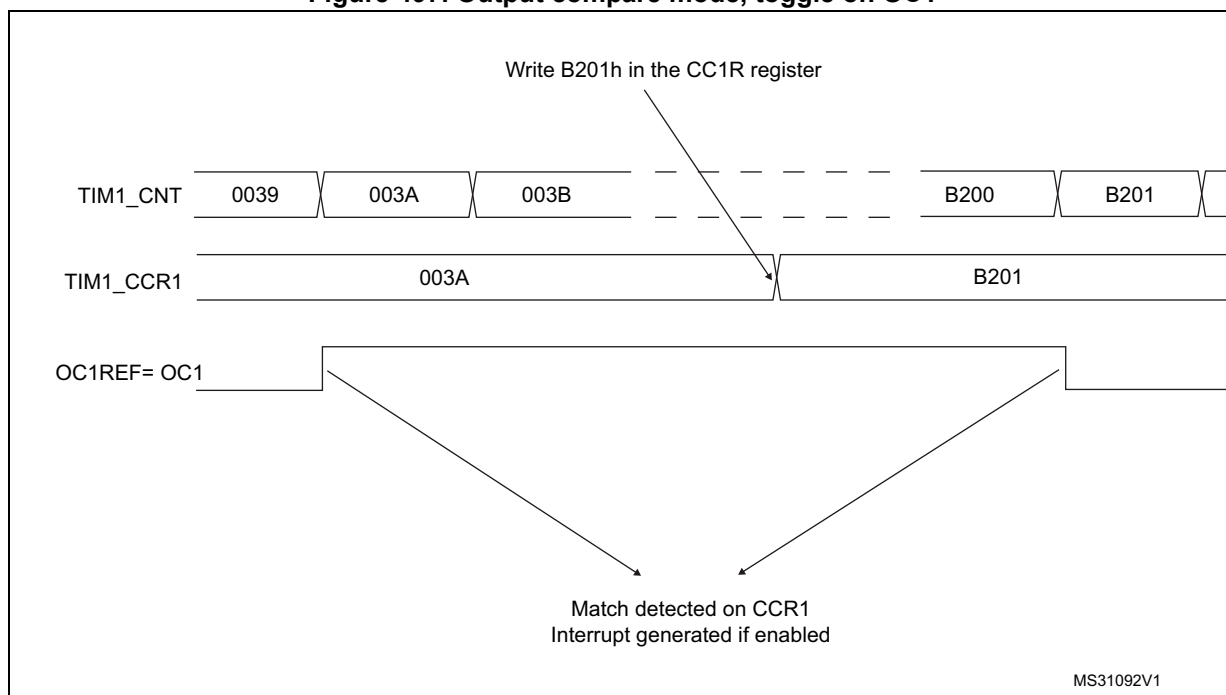 Write B201h in the CC1R register
TIM1_CNT 0039 003A 003B B200 B201
TIM1_CCR1 003A B201
OC1REF= OC1
Match detected on CCR1
Interrupt generated if enabled
MS31092V1